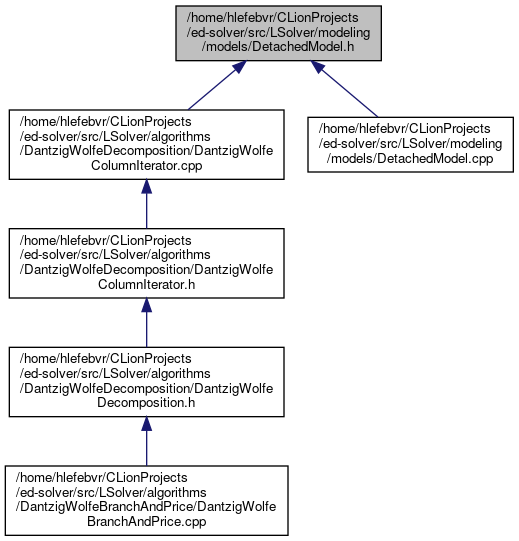 /home/hlefebvr/CLionProjects
/ed-solver/src/LSolver/modeling
/models/DetachedModel.h
/home/hlefebvr/CLionProjects
/ed-solver/src/LSolver/algorithms
/DantzigWolfeDecomposition/DantzigWolfe
ColumnIterator.cpp
/home/hlefebvr/CLionProjects
/ed-solver/src/LSolver/modeling
/models/DetachedModel.cpp
/home/hlefebvr/CLionProjects
/ed-solver/src/LSolver/algorithms
/DantzigWolfeDecomposition/DantzigWolfe
ColumnIterator.h
/home/hlefebvr/CLionProjects
/ed-solver/src/LSolver/algorithms
/DantzigWolfeDecomposition/DantzigWolfe
Decomposition.h
/home/hlefebvr/CLionProjects
/ed-solver/src/LSolver/algorithms
/DantzigWolfeBranchAndPrice/DantzigWolfe
BranchAndPrice.cpp